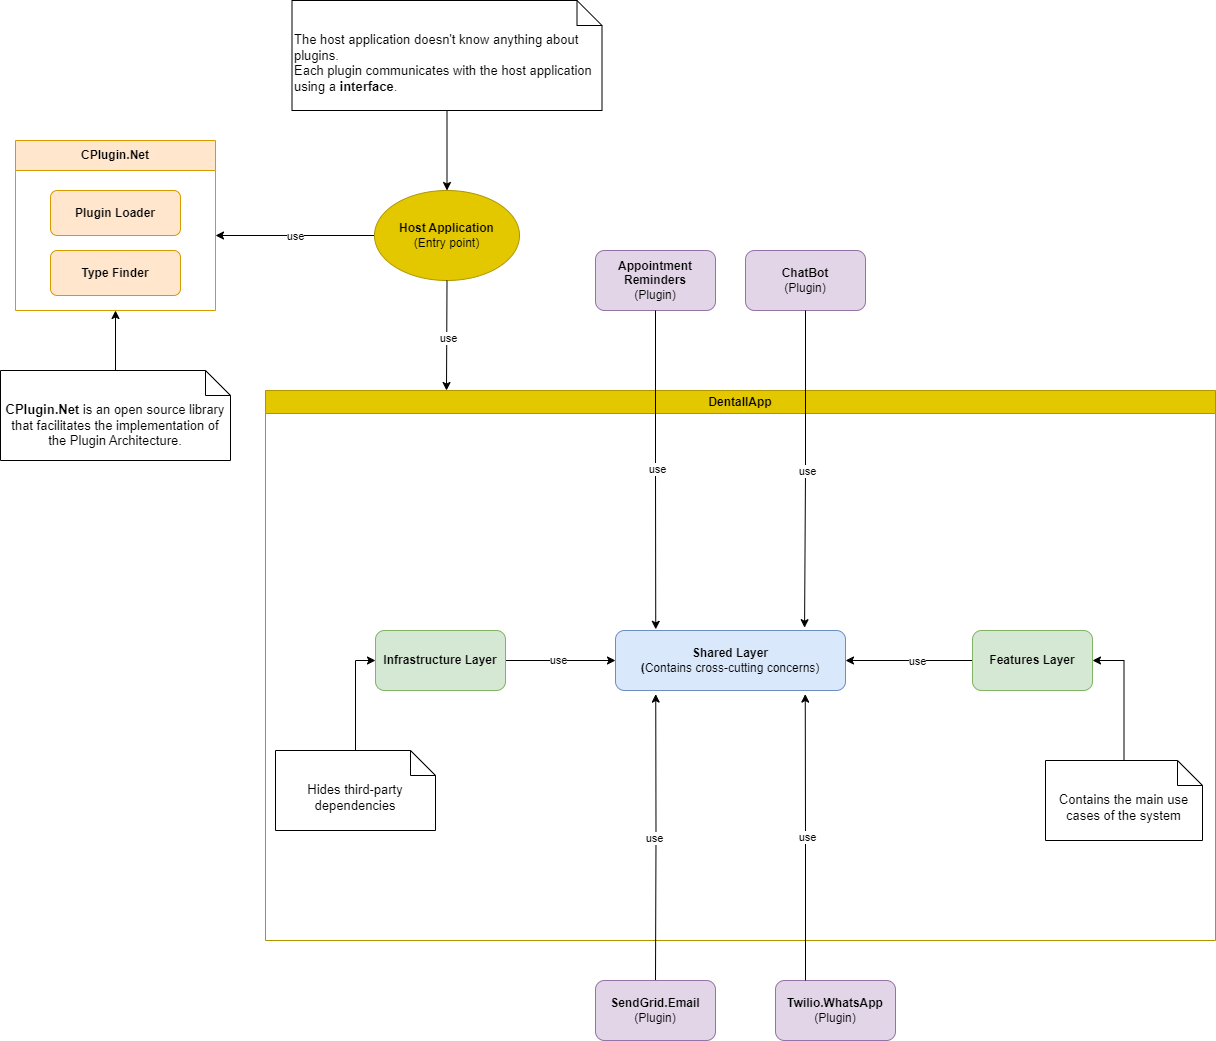 The host application doesn't know anything about
plugins.
Each plugin communicates with the host application
using a interface.
CPlugin.Net
Plugin Loader
Type Finder
use
Host Application
(Entry point)
Appointment
Reminders
(Plugin)
ChatBot
(Plugin)
use
CPlugin.Net is an open source library
that facilitates the implementation of
the Plugin Architecture.
DentallApp
use
use
Infrastructure Layer
use
Shared Layer
(Contains cross-cutting concerns)
use
Features Layer
Hides third-party
dependencies
Contains the main use
cases of the system
use
use
SendGrid.Email
(Plugin)
Twilio.WhatsApp
(Plugin)